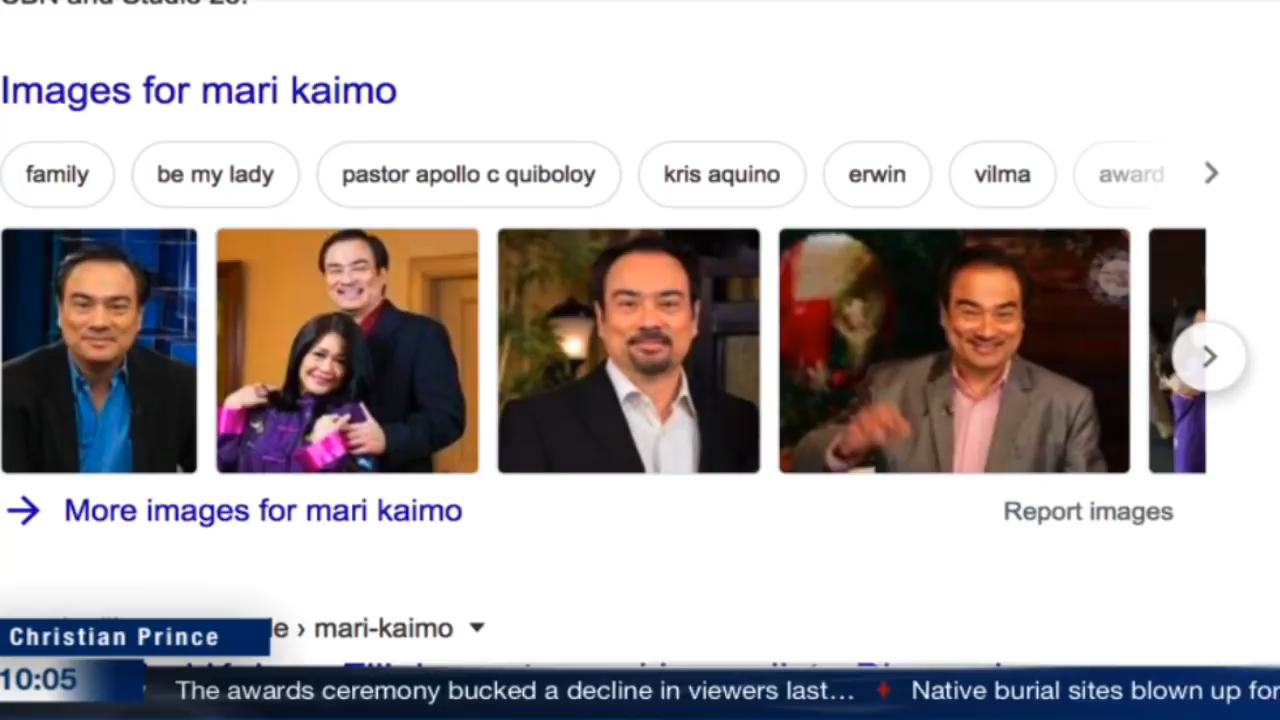 Images for mari kaimo
family
be my lady
pastor apollo c quiboloy
kris aquino
erwin
vilma
award
More images for mari kaimo
Report images
› mari-kaimo
Christian Prince
10:05
The awards ceremony bucked a decline in viewers last...
Native burial sites blown up for